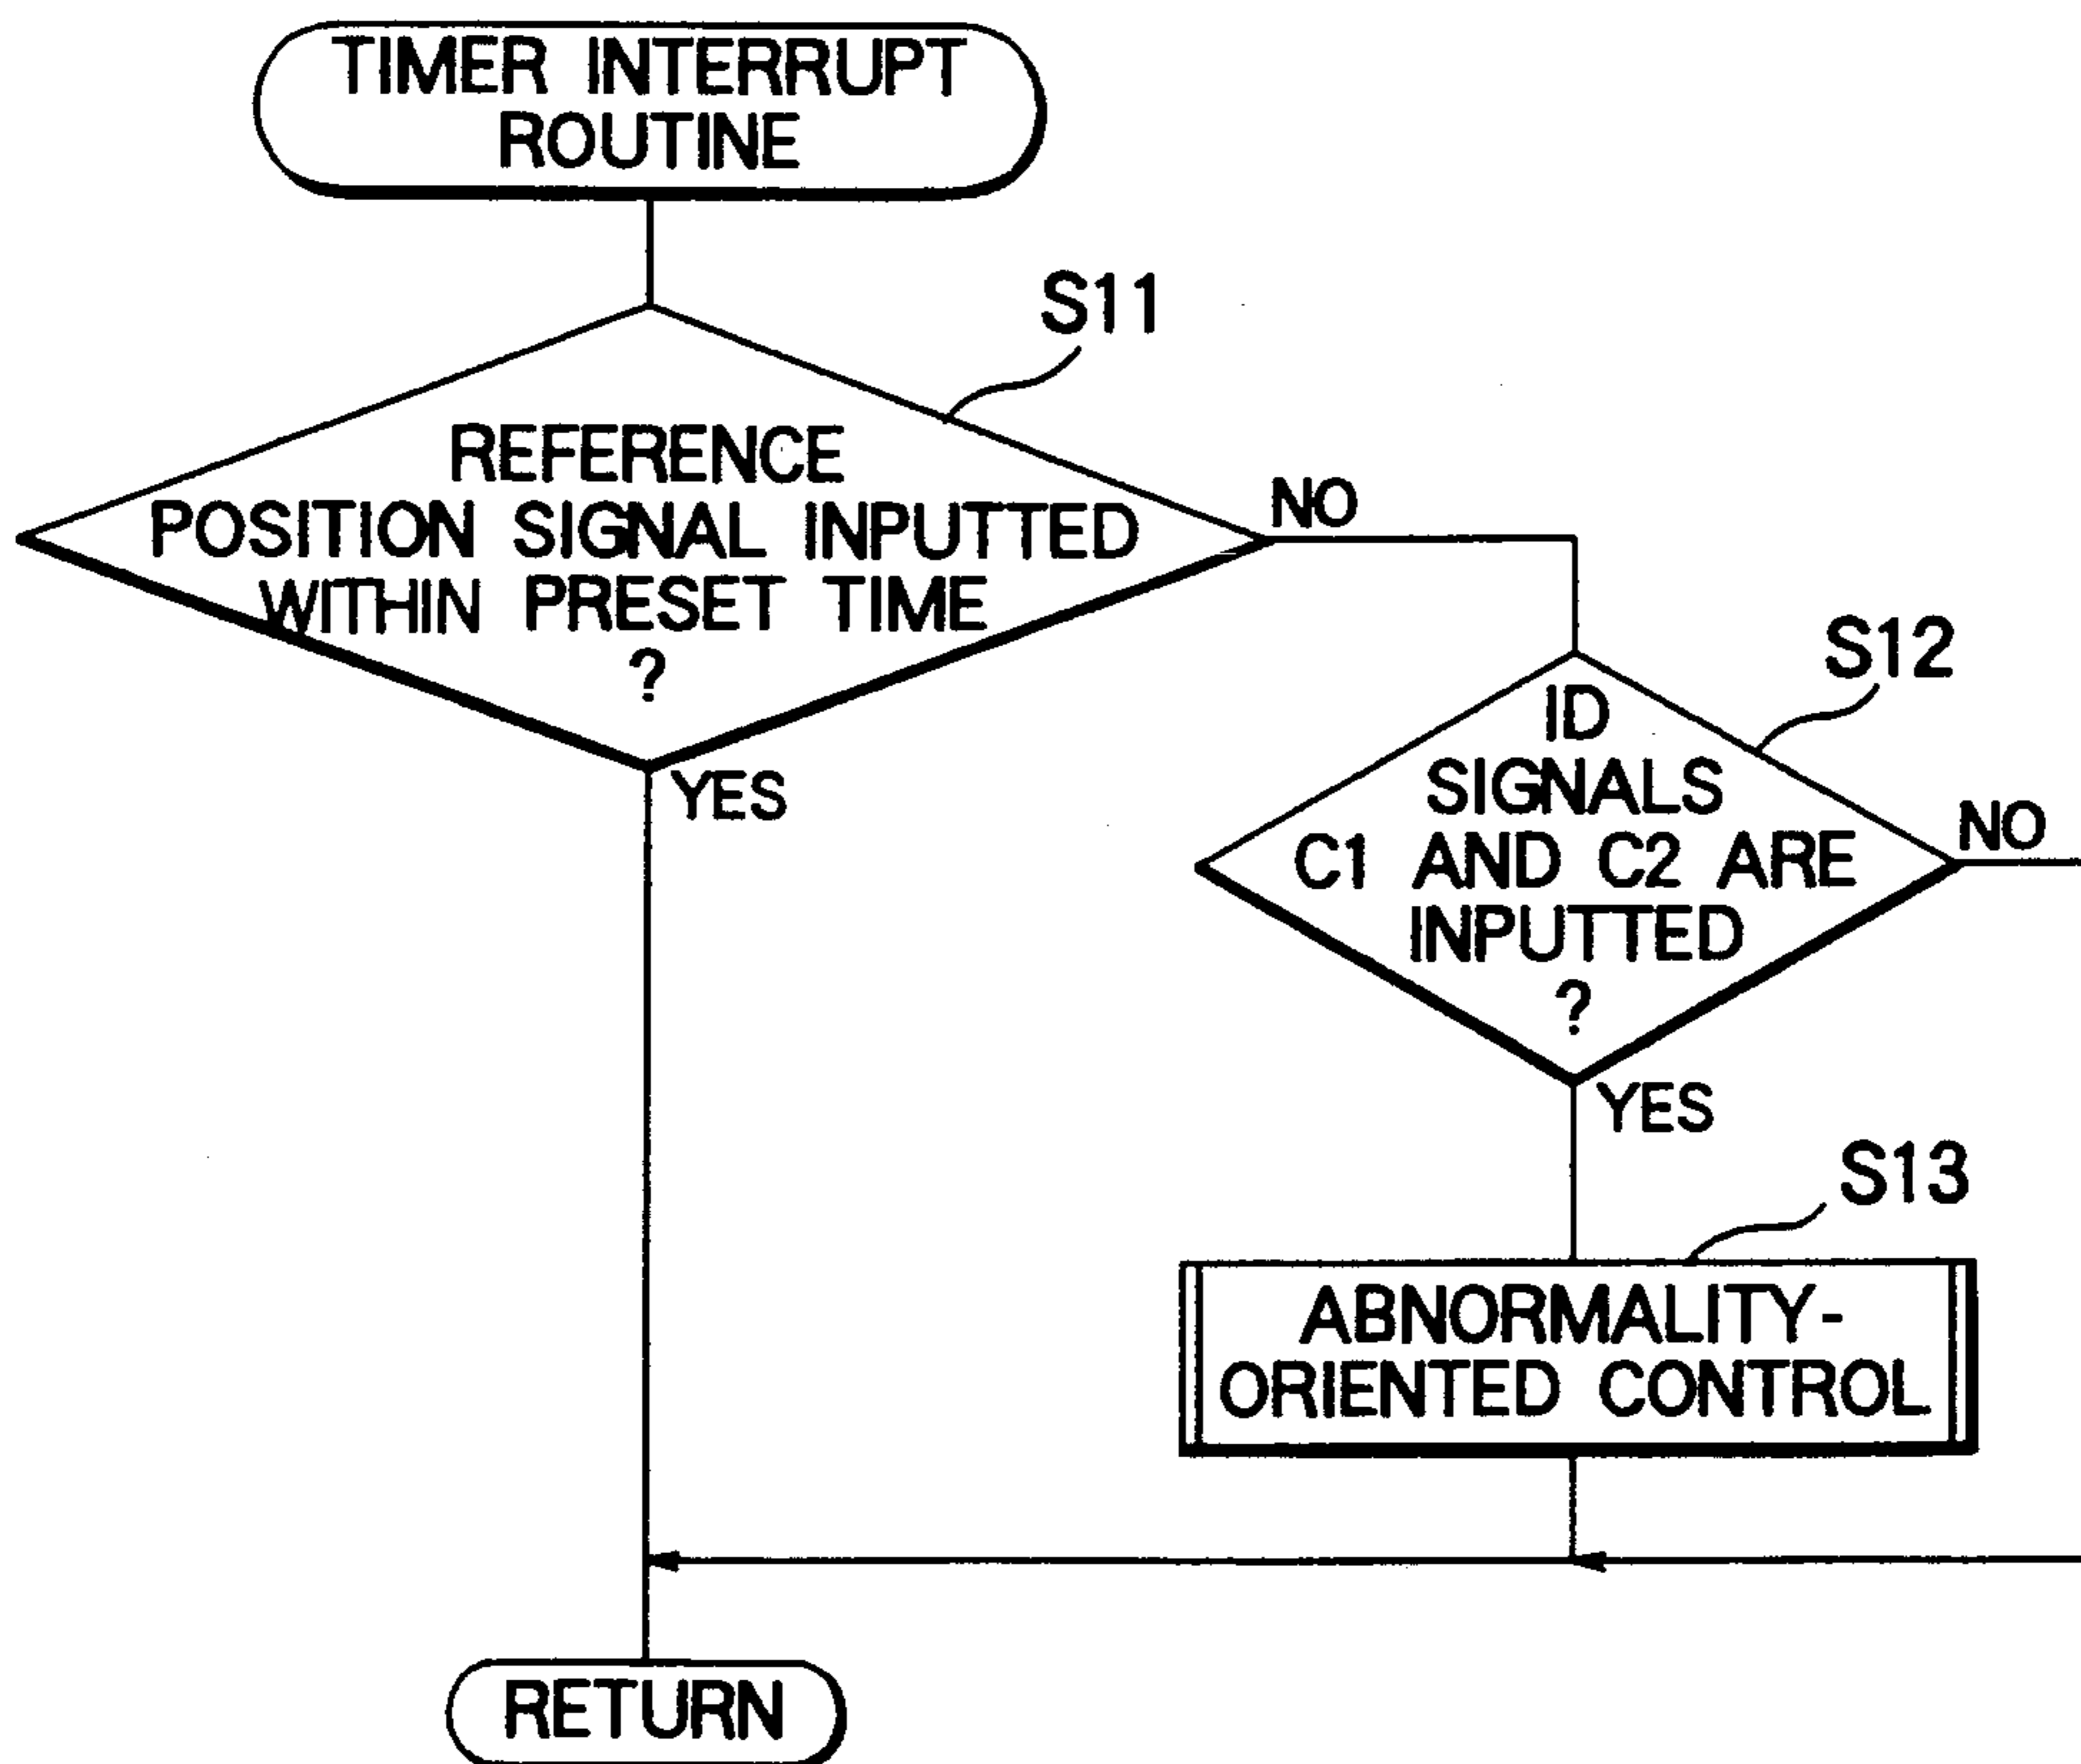 TIMER INTERRUPT
ROUTINE
S11
REFERENCE
POSITION SIGNAL INPUTTED
WITHIN PRESET TIME
?
NO
YES
S12
ID
SIGNALS
C1 AND C2 ARE
INPUTTED
?
NO
YES
S13
ABNORMALITY-
ORIENTED CONTROL
RETURN